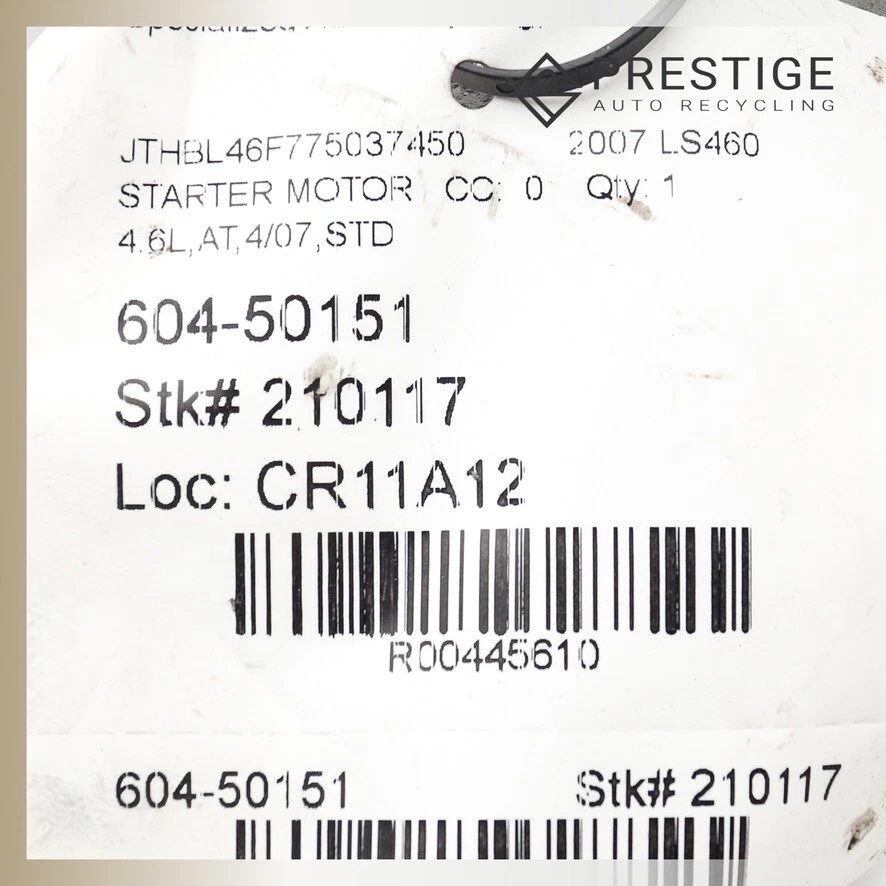 PRESTIGE
AUTO RECYCLING
JTHBL46F775037450 2007 LS460
STARTER MOTOR CC: 0 Qty: 1
4.6L,AT,4/07,STD
604-50151
Stk# 210117
Loc: CR11A12
R00445610
604-50151 Stk# 210117